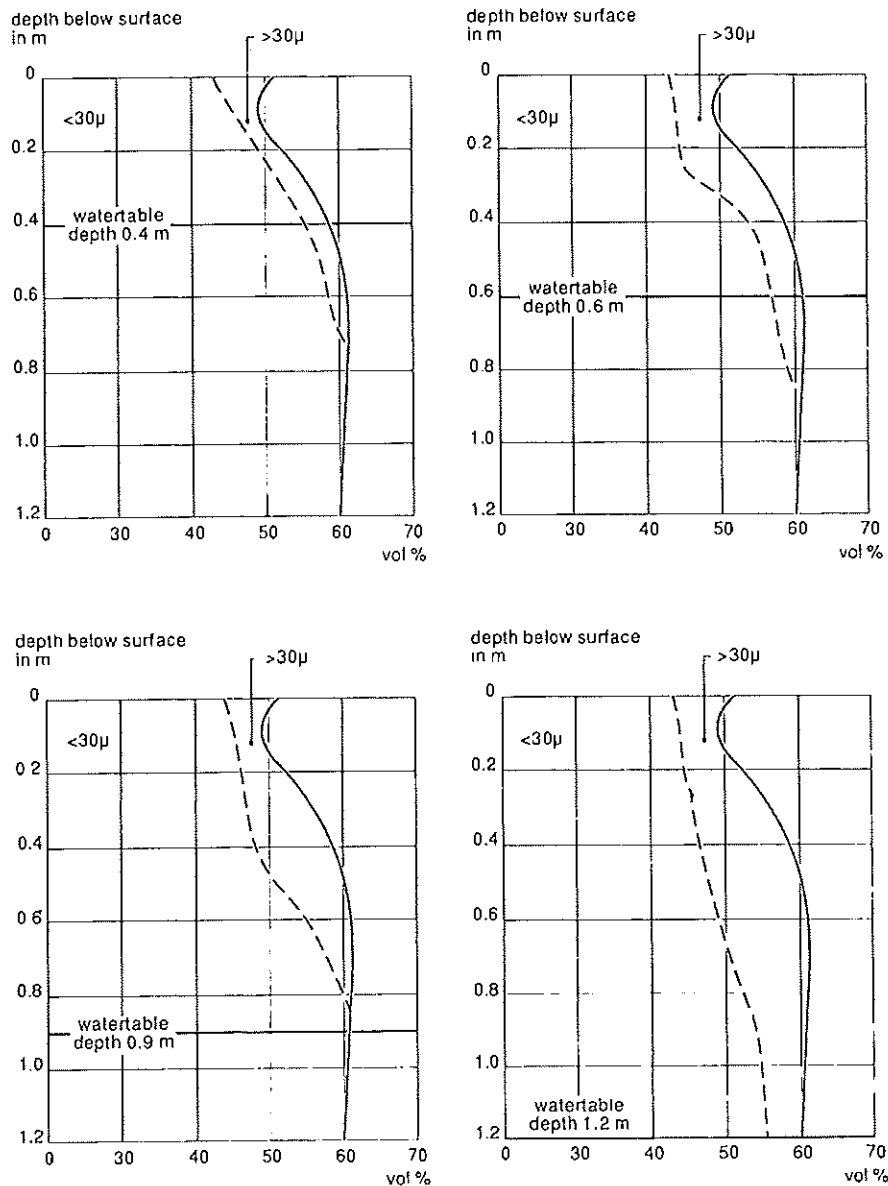 depth below surface
in m
>30µ
0
0.2
0.4
0.6
0.8
1.0
1.2
<30µ
watertable
depth 0.4 m
0 30 40 50 60 70
vol %
depth below surface
in m
>30µ
0
0.2
0.4
0.6
0.8
1.0
1.2
<30µ
watertable
depth 0.6 m
0 30 40 50 60 70
vol %
depth below surface
in m
>30µ
0
0 2
0.4
0.6
0.8
1.0
1.2
<30µ
watertable
depth 0.9 m
0 30 40 50 60 70
vol %
depth below surface
in m
>30µ
0
0.2
0.4
0.6
0.8
1.0
1.2
<30µ
watertable
depth 1.2 m
0 30 40 50 60 70
vol %